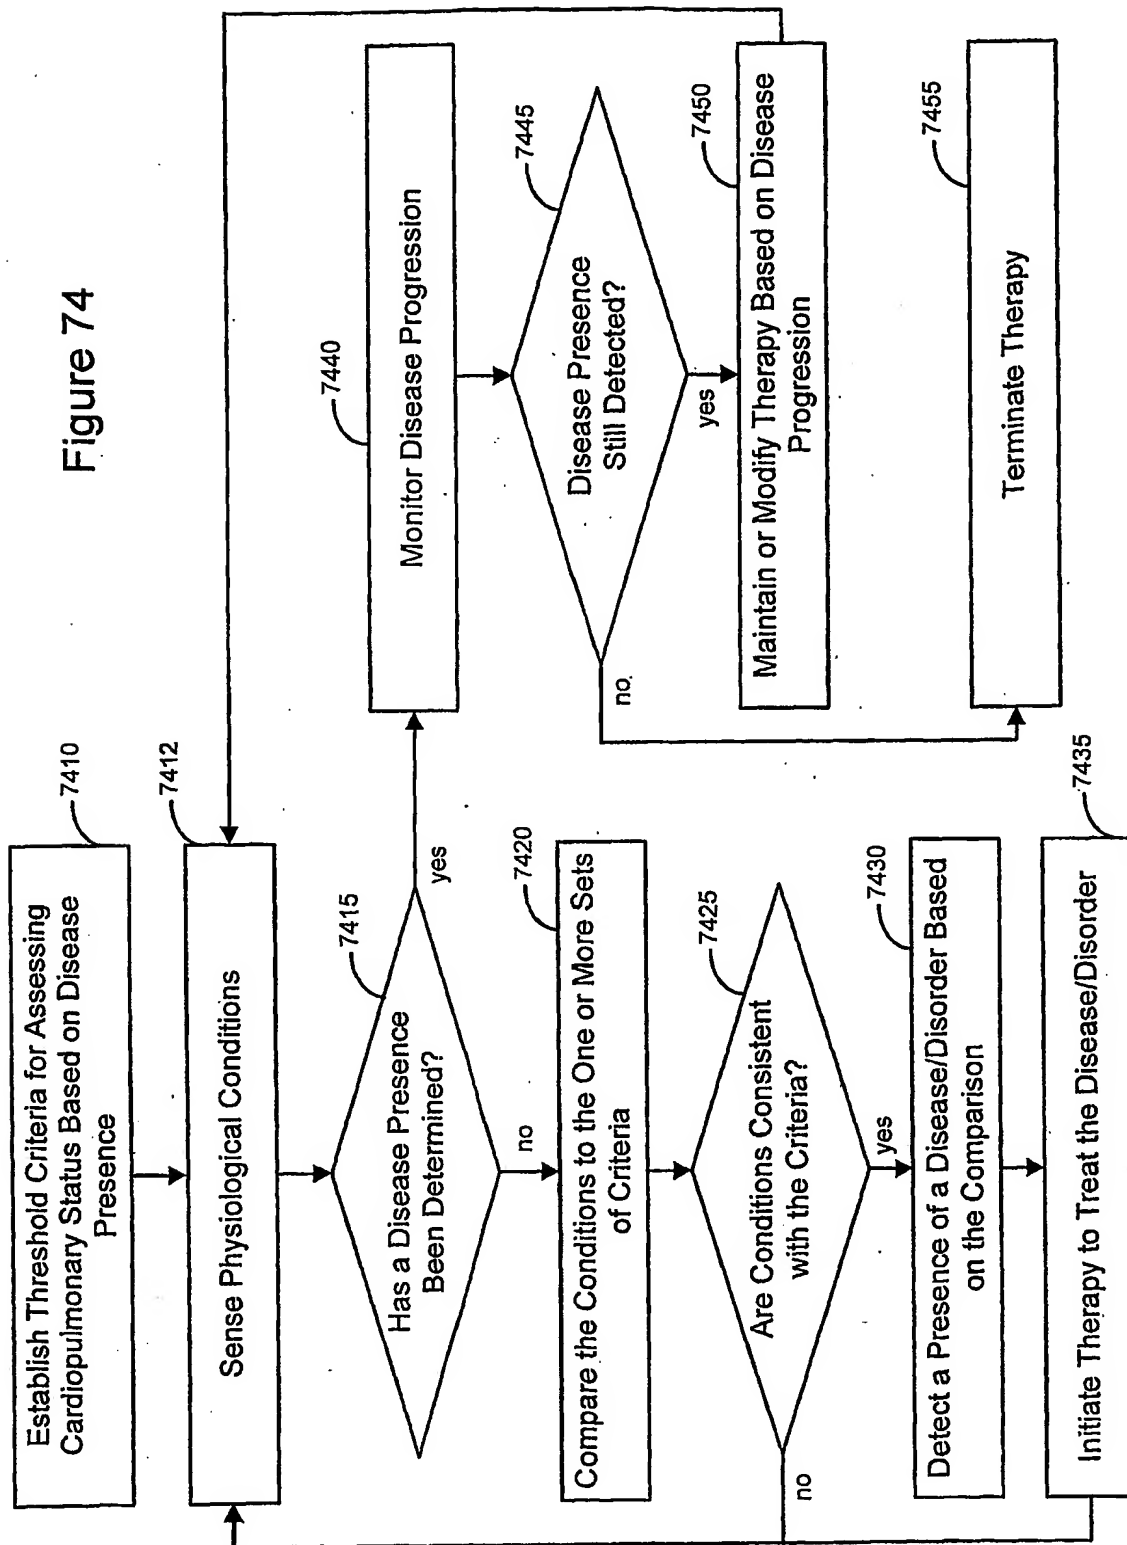 Figure 74
7410
Establish Threshold Criteria for Assessing
Cardiopulmonary Status Based on Disease
Presence
7412
Sense Physiological Conditions
7415
Has a Disease Presence
Been Determined?
yes
no
7420
Compare the Conditions to the One or More Sets
of Criteria
7425
Are Conditions Consistent
with the Criteria?
no
yes
7430
Detect a Presence of a Disease/Disorder Based
on the Comparison
7435
Initiate Therapy to Treat the Disease/Disorder
7440
Monitor Disease Progression
7445
Disease Presence
Still Detected?
no.
yes
7450
Maintain or Modify Therapy Based on Disease
Progression
7455
Terminate Therapy